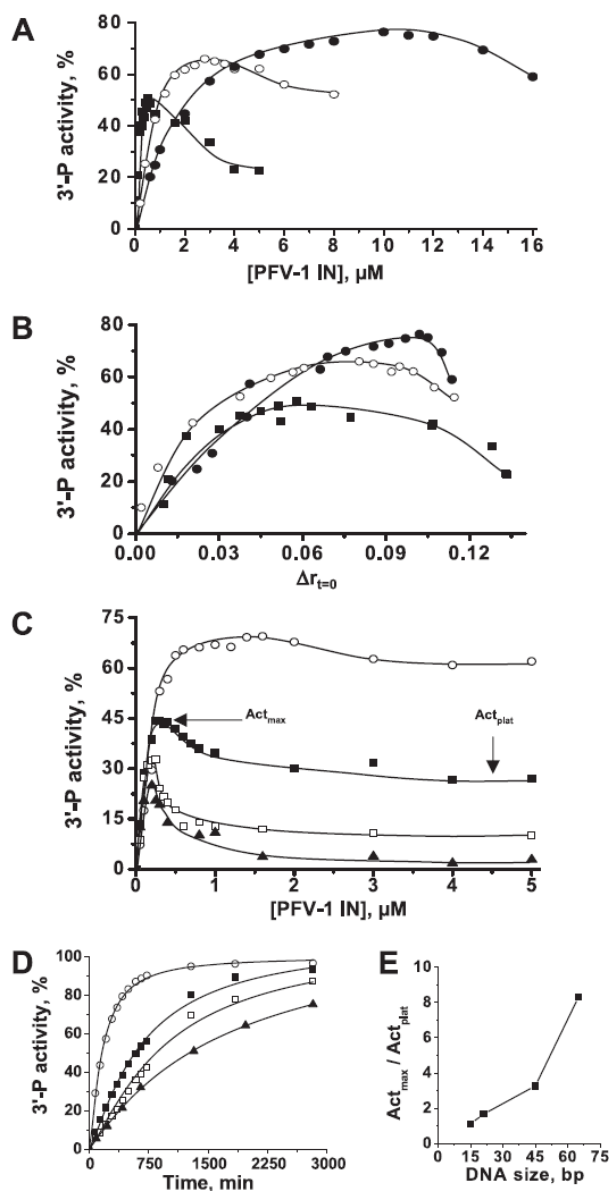 A
3'-P activity, %
80
60
40
20
0
0 2 4 6 8 10 12 14 16
[PFV-1 IN], µM
B
3'-P activity, %
80
60
40
20
0
0.00 0.03 0.06 0.09 0.12
Δr t=0
C
3'-P activity, %
75
60
45
30
15
0
Act max
Act plat
0 1 2 3 4 5
[PFV-1 IN], µM
D
3'-P activity, %
100
80
60
40
20
0
0 750 1500 2250 3000
Time, min
E
Act max / Act plat
10
8
6
4
2
0
0 15 30 45 60 75
DNA size, bp